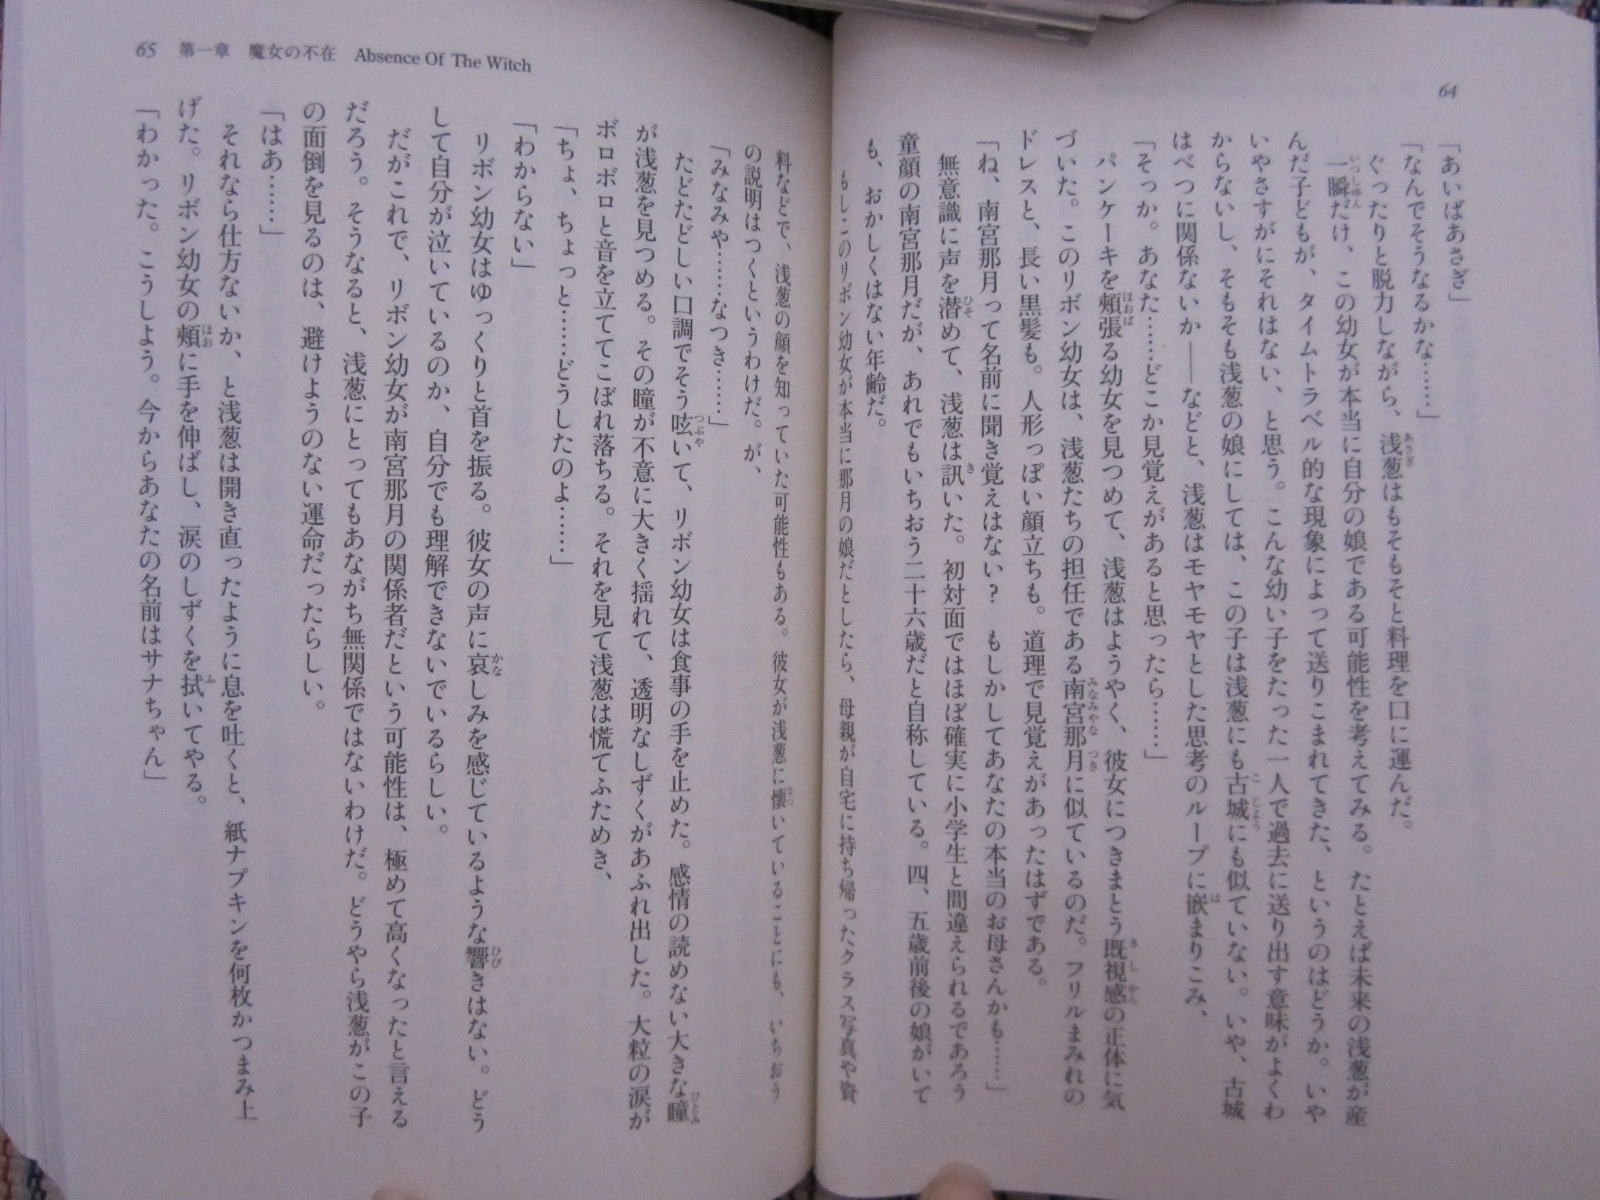 64
「あいばあさぎ」
「なんでそうなるかな……」
ぐったりと脱力しながら、浅葱はもそもそと料理を口に運んだ。
一瞬だけ、この幼女が本当に自分の娘である可能性を考えてみる。たとえば未来の浅葱が産
んだ子どもが、タイムトラベル的な現象によって送りこまれてきた、というのはどうか。いや
いやさすがにそれはない、と思う。こんな幼い子をたった一人で過去に送り出す意味がよくわ
からないし、そもそも浅葱の娘にしては、この子は浅葱にも古城にも似ていない。いや、古城
はべつに関係ないか――などと、浅葱はモヤモヤとした思考のループに嵌まりこみ、
「そっか。あなた……どこか見覚えがあると思ったら……」
パンケーキを頬張る幼女を見つめて、浅葱はようやく、彼女につきまとう既視感の正体に気
づいた。このリボン幼女は、浅葱たちの担任である南宮那月に似ているのだ。フリルまみれの
ドレスと、長い黒髪も。人形っぽい顔立ちも。道理で見覚えがあったはずである。
「ね、南宮那月って名前に聞き覚えはない？　もしかしてあなたの本当のお母さんかも……」
無意識に声を潜めて、浅葱は訊いた。初対面ではほぼ確実に小学生と間違えられるであろう
童顔の南宮那月だが、あれでもいちおう二十六歳だと自称している。四、五歳前後の娘がいて
も、おかしくはない年齢だ。
もしこのリボン幼女が本当に那月の娘だとしたら、母親が自宅に持ち帰ったクラス写真や資
料などで、浅葱の顔を知っていた可能性もある。彼女が浅葱に懐いていることにも、いちおう
の説明はつくというわけだ。が、
「みなみや……なつき……」
たどたどしい口調でそう呟いて、リボン幼女は食事の手を止めた。感情の読めない大きな瞳
が浅葱を見つめる。その瞳が不意に大きく揺れて、透明なしずくがあふれ出した。大粒の涙が
ボロボロと音を立ててこぼれ落ちる。それを見て浅葱は慌てふためき、
「ちょ、ちょっと……どうしたのよ……」
「わからない」
リボン幼女はゆっくりと首を振る。彼女の声に哀しみを感じているような響きはない。どう
して自分が泣いているのか、自分でも理解できないでいるらしい。
だがこれで、リボン幼女が南宮那月の関係者だという可能性は、極めて高くなったと言える
だろう。そうなると、浅葱にとってもあながち無関係ではないわけだ。どうやら浅葱がこの子
の面倒を見るのは、避けようのない運命だったらしい。
「はあ……」
それなら仕方ないか、と浅葱は開き直ったように息を吐くと、紙ナプキンを何枚かつまみ上
げた。リボン幼女の頬に手を伸ばし、涙のしずくを拭いてやる。
「わかった。こうしよう。今からあなたの名前はサナちゃん」
65　第一章　魔女の不在　Absence Of The Witch